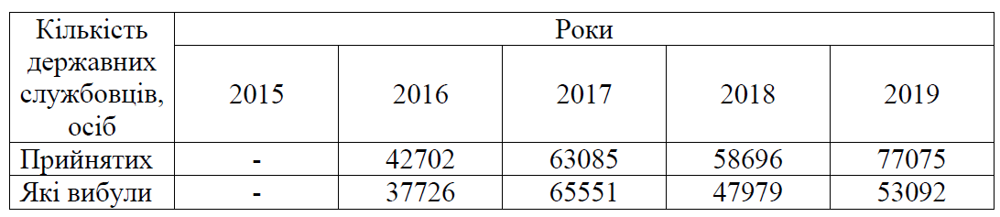 Кількість
державних
службовців,
осіб
Роки
2015 2016 2017 2018 2019
Прийнятих - 42702 63085 58696 77075
Які вибули - 37726 65551 47979 53092